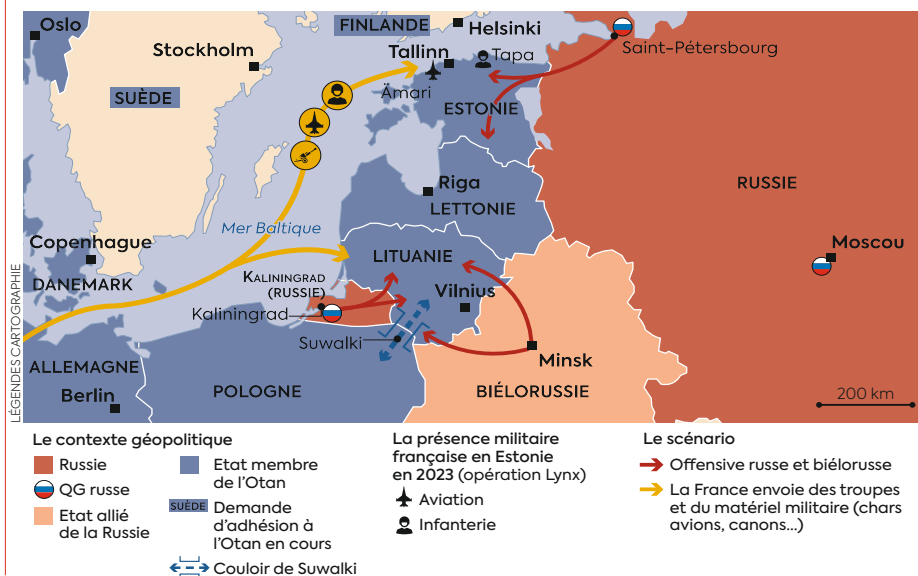 Oslo
FINLANDE
Helsinki
Stockholm
Tallinn
Tapa
Saint-Pétersbourg
Ämari
SUÈDE
ESTONIE
Riga
LETTONIE
RUSSIE
Mer Baltique
Copenhague
LITUANIE
Moscou
DANEMARK
KALININGRAD
(RUSSIE)
Vilnius
Kaliningrad
Suwalki
Minsk
ALLEMAGNE
POLOGNE
BIÉLORUSSIE
Berlin
200 km
LÉGENDES CARTOGRAPHIE
Le contexte géopolitique
Russie
QG russe
Etat allié
de la Russie
Etat membre
de l'Otan
SUÈDE Demande
d'adhésion à
l'Otan en cours
Couloir de Suwalki
La présence militaire
française en Estonie
en 2023 (opération Lynx)
Aviation
Infanterie
Le scénario
Offensive russe et biélorusse
La France envoie des troupes
et du matériel militaire (chars
avions, canons...)